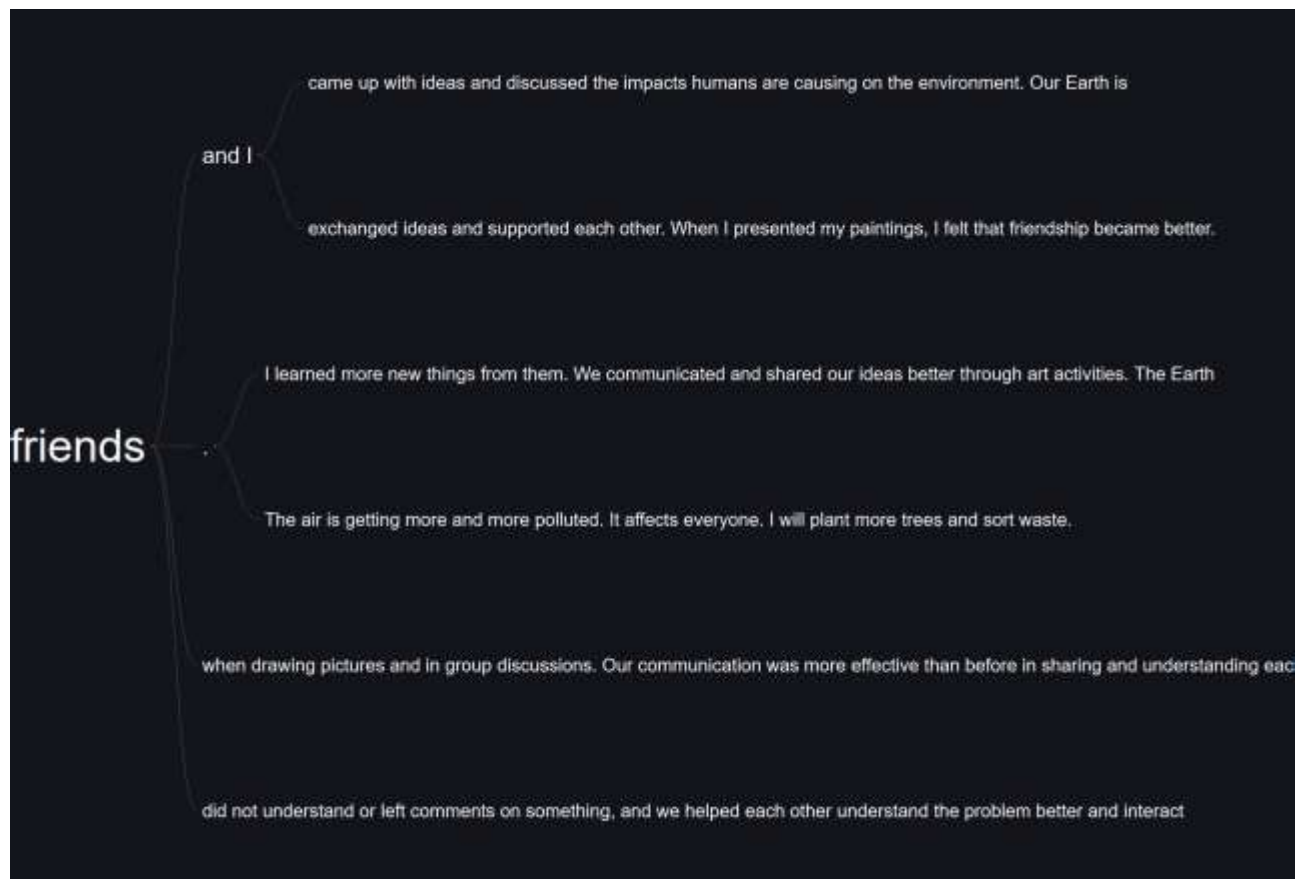 came up with ideas and discussed the impacts humans are causing on the environment. Our Earth is
and I
exchanged ideas and supported each other. When I presented my paintings, I felt that friendship became better.
I learned more new things from them. We communicated and shared our ideas better through art activities. The Earth
friends
.
The air is getting more and more polluted. It affects everyone. I will plant more trees and sort waste.
when drawing pictures and in group discussions. Our communication was more effective than before in sharing and understanding eac
did not understand or left comments on something, and we helped each other understand the problem better and interact